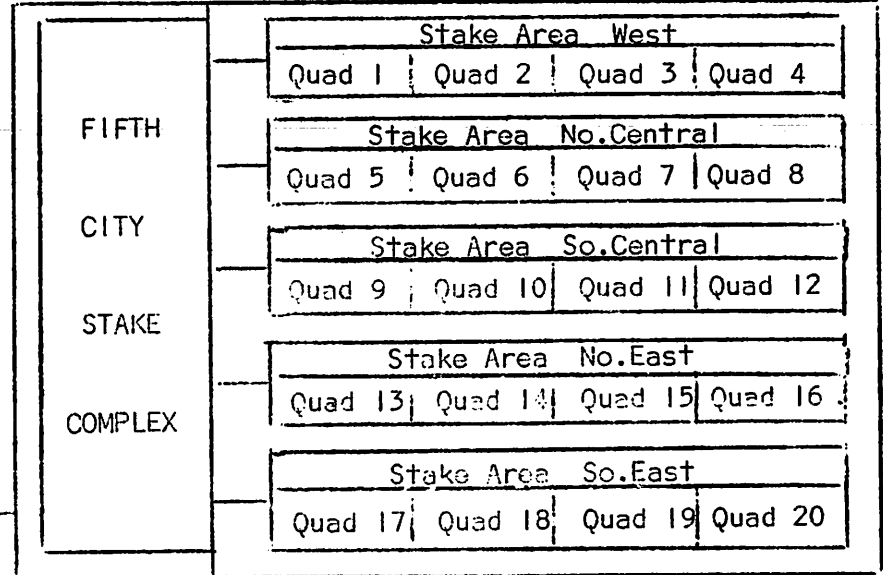 FIFTH
CITY
STAKE
COMPLEX
Stake Area West
Quad 1 Quad 2 Quad 3 Quad 4
Stake Area No.Central
Quad 5 Quad 6 Quad 7 Quad 8
Stake Area So.Central
Quad 9 Quad 10 Quad 11 Quad 12
Stake Area No.East
Quad 13 Quad 14 Quad 15 Quad 16
Stake Area So.East
Quad 17 Quad 18 Quad 19 Quad 20